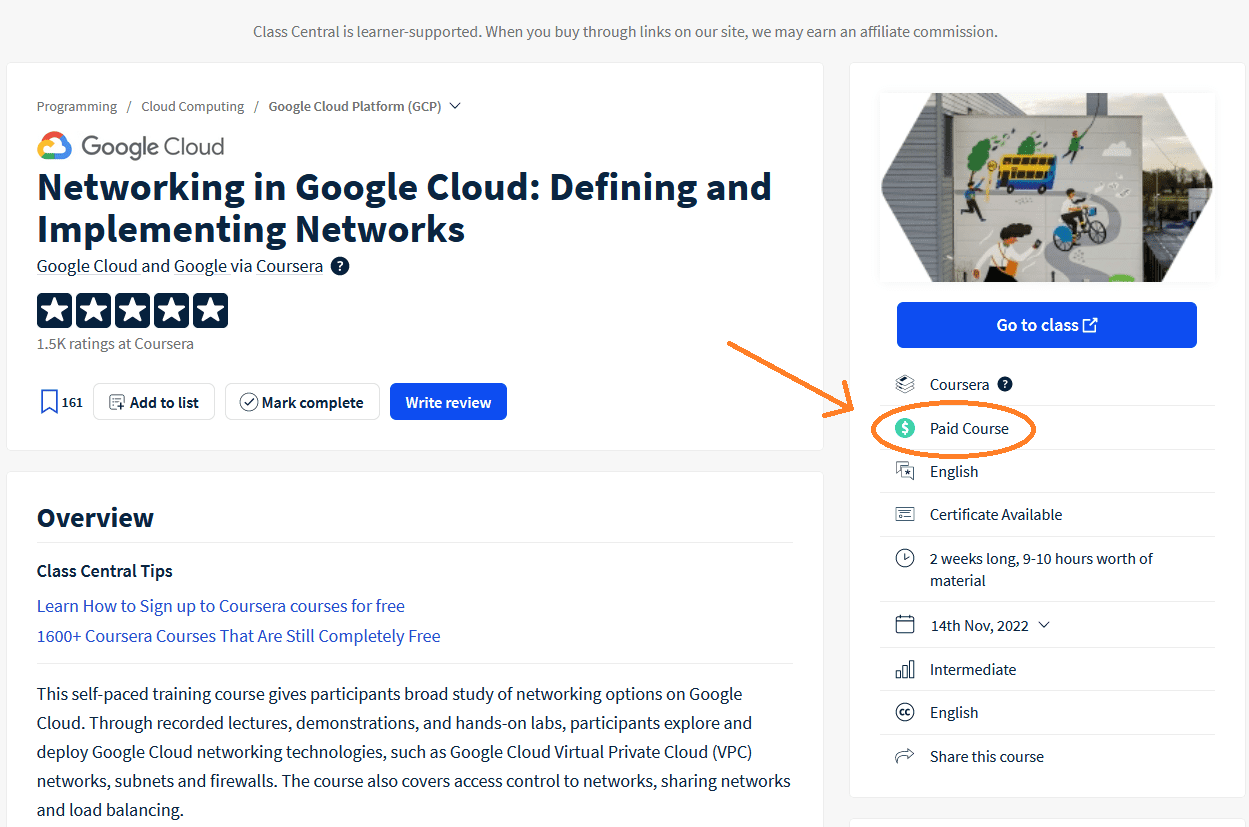 Class Central is learner-supported. When you buy through links on our site, we may earn an affiliate commission.
Programming / Cloud Computing / Google Cloud Platform (GCP)
Google Cloud
Networking in Google Cloud: Defining and
Implementing Networks
Google Cloud and Google via Coursera ?
1.5K ratings at Coursera
161
Add to list
Mark complete
Write review
Overview
Class Central Tips
Learn How to Sign up to Coursera courses for free
1600+ Coursera Courses That Are Still Completely Free
This self-paced training course gives participants broad study of networking options on Google
Cloud. Through recorded lectures, demonstrations, and hands-on labs, participants explore and
deploy Google Cloud networking technologies, such as Google Cloud Virtual Private Cloud (VPC)
networks, subnets and firewalls. The course also covers access control to networks, sharing networks
and load balancing.
Go to class
Coursera ?
$ Paid Course
English
Certificate Available
2 weeks long, 9-10 hours worth of
material
14th Nov, 2022
Intermediate
cc English
Share this course